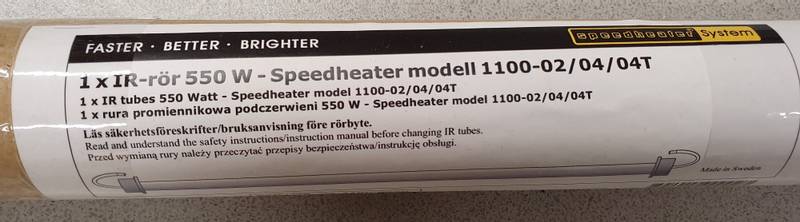 FASTER · BETTER · BRIGHTER
speedheater System
1 x IR-rör 550 W - Speedheater modell 1100-02/04/04T
1 x IR tubes 550 Watt - Speedheater model 1100-02/04/04T
1 x rura promiennikowa podczerwieni 550 W - Speedheater model 1100-02/04/04T
Läs säkerhetsföreskrifter/bruksanvisning före rörbyte.
Read and understand the safety instructions/instruction manual before changing IR tubes.
Przed wymianą rury należy przeczytać przepisy bezpieczeństwa/instrukcję obsługi.
Made in Sweden